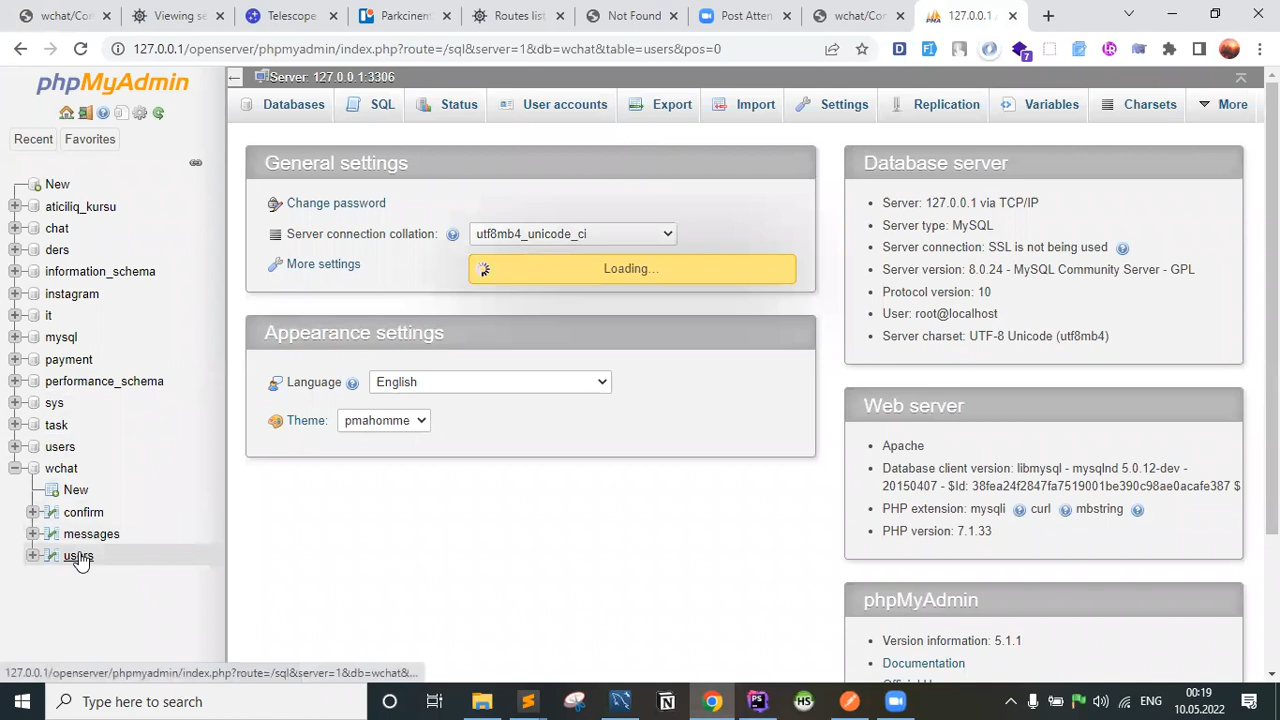 wchat/Cor
Viewing se
Telescope
Parkcinem
Routes list
Not Found
Post Atten
wchat/Cor
127.0.0.1 /
127.0.0.1/openserver/phpmyadmin/index.php?route=/sql&server=1&db=wchat&table=users&pos=0
phpMyAdmin
Recent
Favorites
New
aticiliq_kursu
chat
ders
information_schema
instagram
it
mysql
payment
performance_schema
sys
task
users
wchat
New
confirm
messages
users
127.0.0.1/openserver/phpmyadmin/index.php?route=/sql&server=1&db=wchat&...
Server: 127.0.0.1:3306
Databases
SQL
Status
User accounts
Export
Import
Settings
Replication
Variables
Charsets
More
General settings
Change password
Server connection collation:
utf8mb4_unicode_ci
More settings
Loading...
Appearance settings
Language
English
Theme:
pmahomme
Database server
Server: 127.0.0.1 via TCP/IP
Server type: MySQL
Server connection: SSL is not being used
Server version: 8.0.24 - MySQL Community Server - GPL
Protocol version: 10
User: root@localhost
Server charset: UTF-8 Unicode (utf8mb4)
Web server
Apache
Database client version: libmysql - mysqlnd 5.0.12-dev -
20150407 - $Id: 38fea24f2847fa7519001be390c98ae0acafe387 $
PHP extension: mysqli curl mbstring
PHP version: 7.1.33
phpMyAdmin
Version information: 5.1.1
Documentation
Type here to search
ENG
00:19
10.05.2022